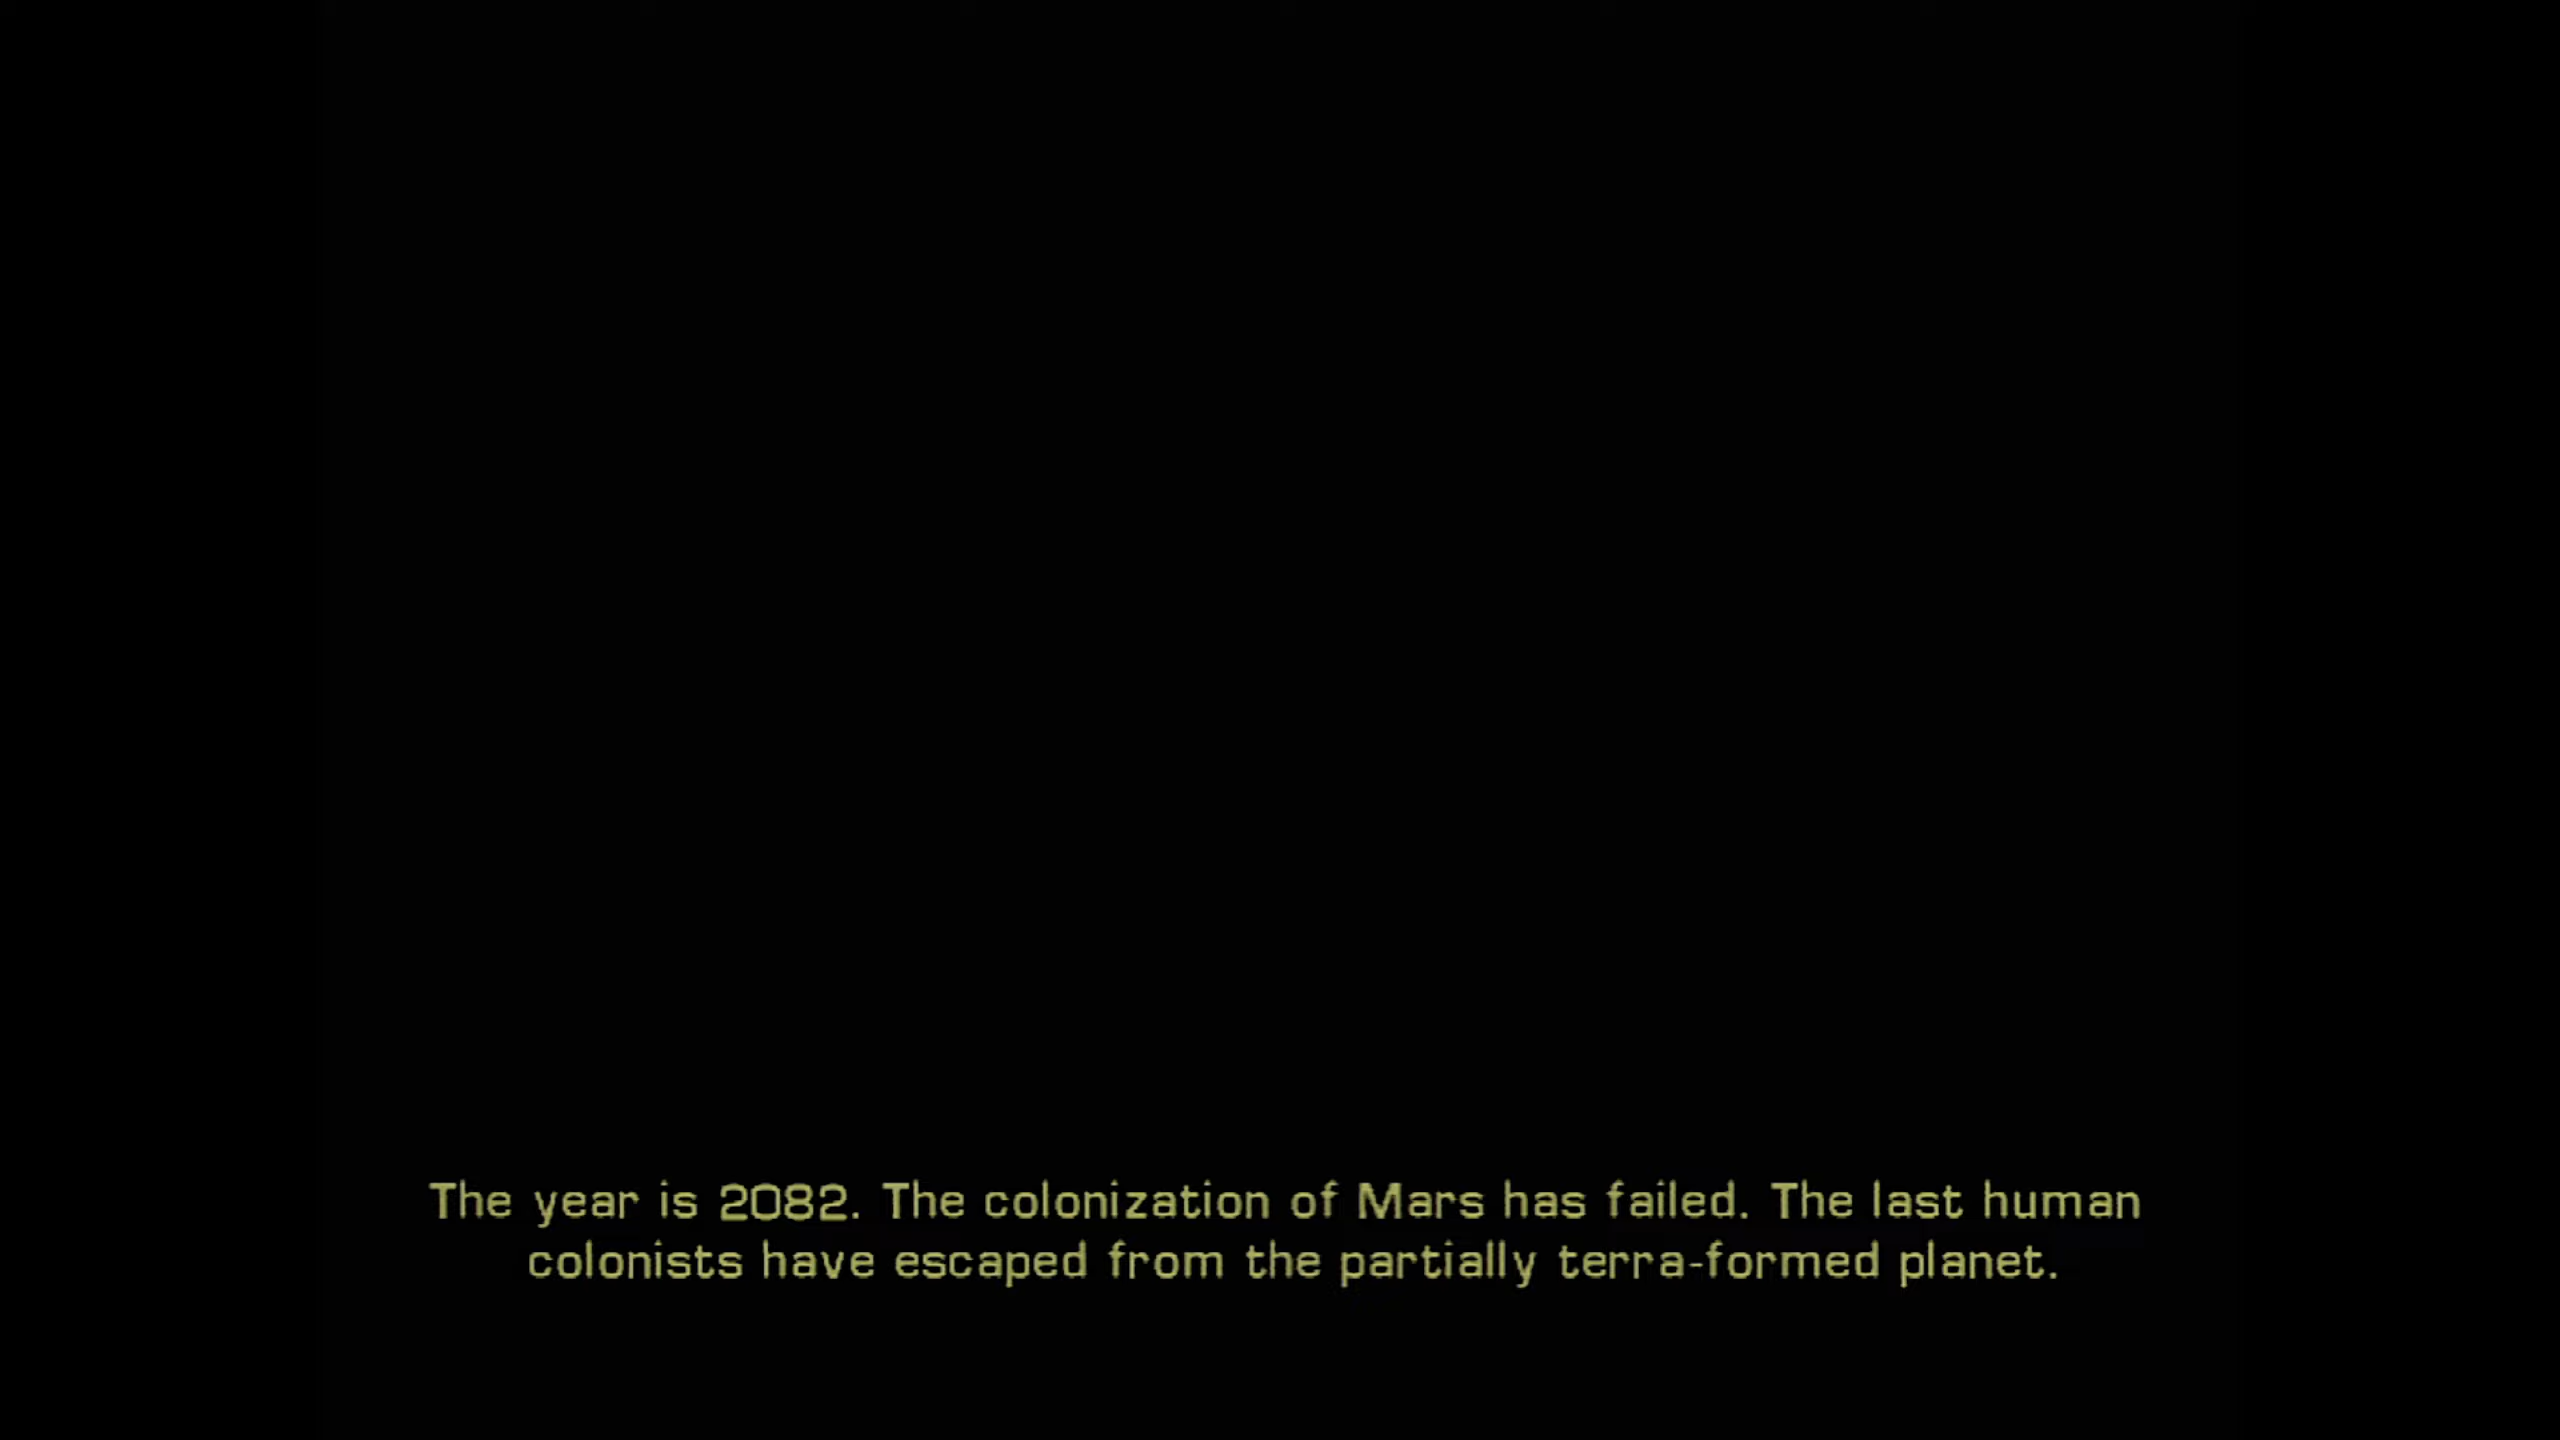 The year is 2082. The colonization of Mars has failed. The last human
colonists have escaped from the partially terra-formed planet.